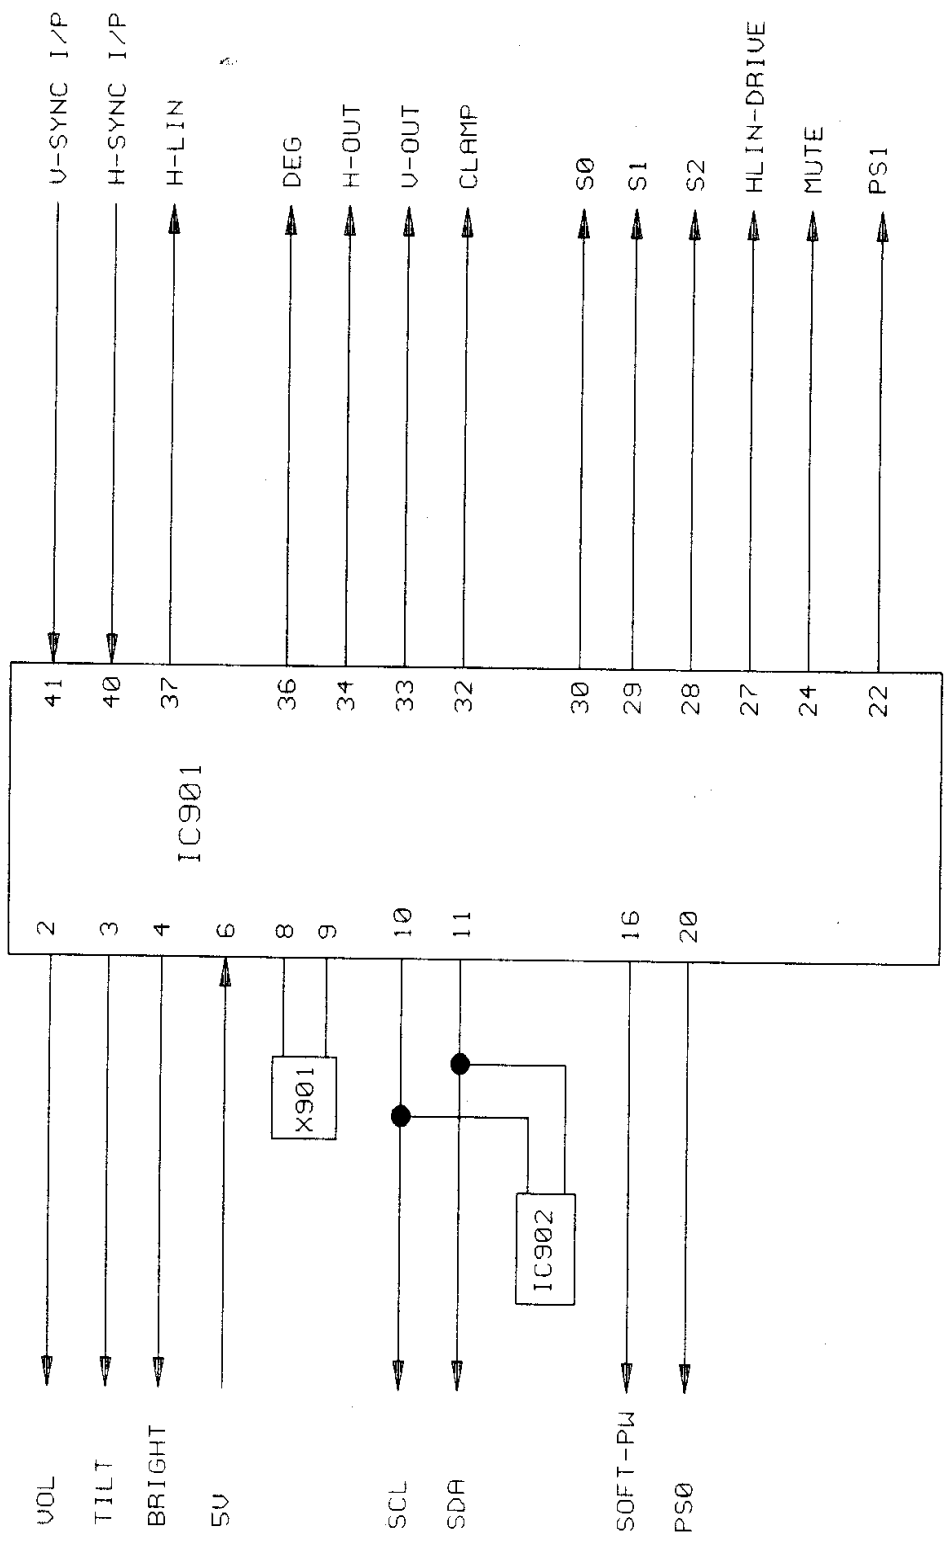 VOL 2 41 V-SYNC I/P
TILT 3 40 H-SYNC I/P
BRIGHT 4 37 H-LIN
IC901
5V 6
8 36 DEG
X901
9 34 H-OUT
SCL 10 33 V-OUT
SDA 11 32 CLAMP
IC902
30 S0
SOFT-PW 16 29 S1
PS0 20 28 S2
27 HLIN-DRIVE
24 MUTE
22 PS1